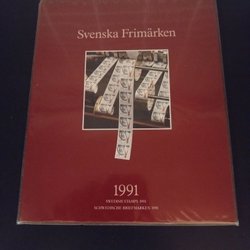 Svenska Frimärken
1991
SWEDISH STAMPS 1991
SCHWEDISCHE BRIEFMARKEN 1991